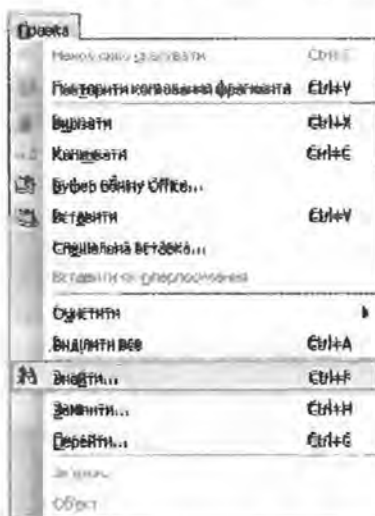 Правка
Неможливо скасувати
Повторити копіювання фрагмента Ctrl+Y
Вирізати Ctrl+X
Копіювати Ctrl+C
Буфер обміну Office...
Вставити Ctrl+V
Спеціальна вставка...
Вставити як гіперпосилання
Очистити
Виділити все Ctrl+A
Знайти... Ctrl+F
Замінити... Ctrl+H
Перейти... Ctrl+G
Об'єкт